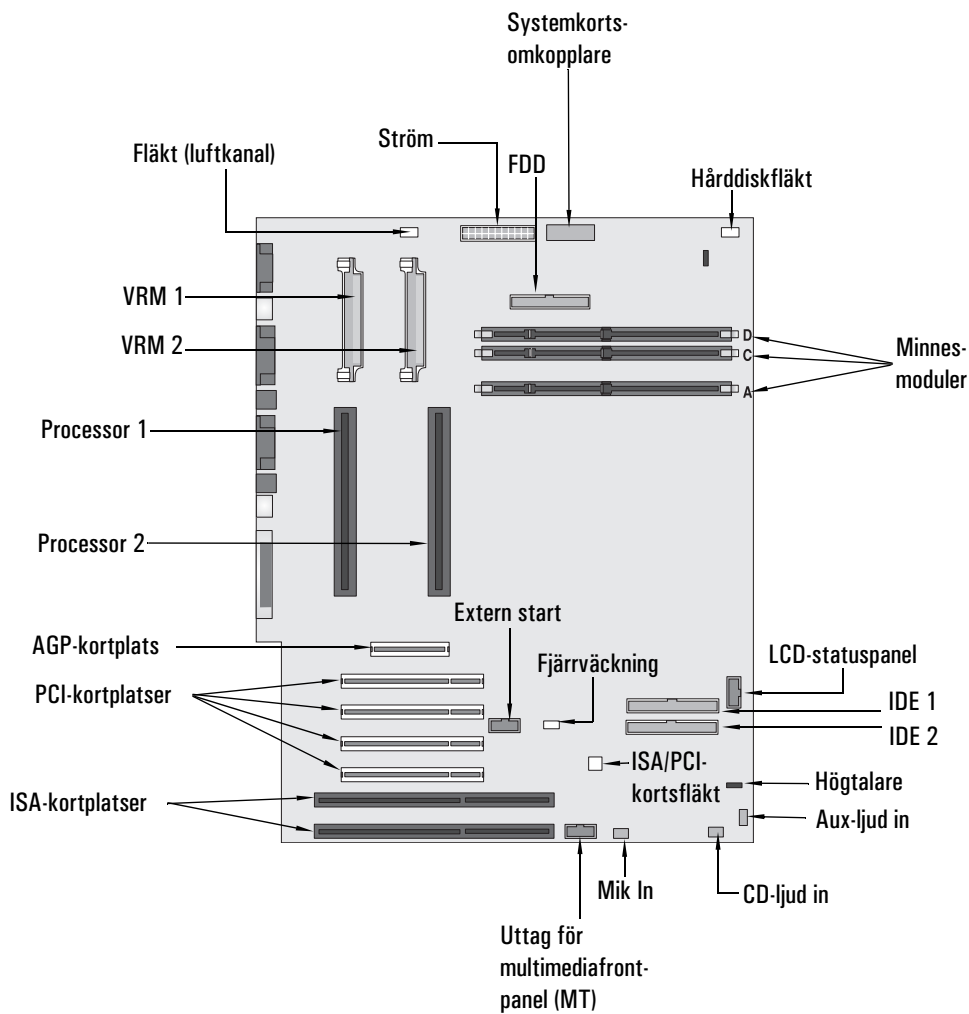 Systemkorts-
omkopplare
Ström
Fläkt (luftkanal)
FDD
Hårddiskfläkt
VRM 1
D
VRM 2
C
Minnes-
moduler
A
Processor 1
Processor 2
Extern start
AGP-kortplats
Fjärrväckning
LCD-statuspanel
PCI-kortplatser
IDE 1
IDE 2
ISA/PCI-
kortsfläkt
Högtalare
ISA-kortplatser
Aux-ljud in
Mik In
CD-ljud in
Uttag för
multimediafront-
panel (MT)